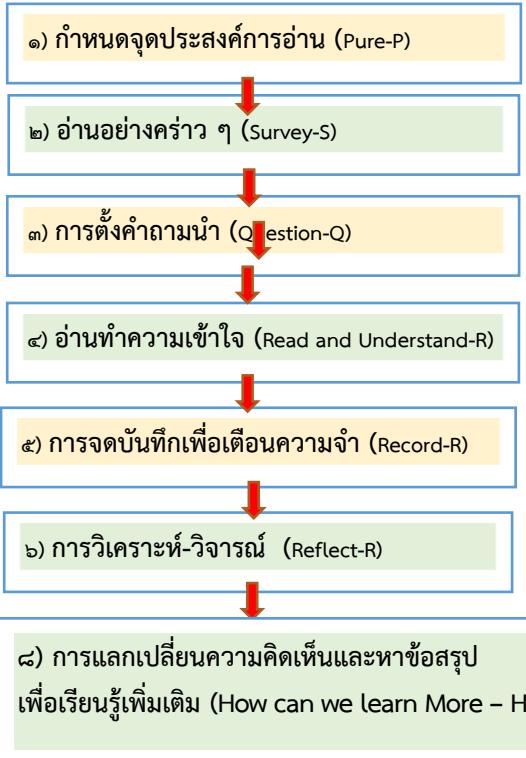 ๑) กำหนดจุดประสงค์การอ่าน (Pure-P)
๒) อ่านอย่างคร่าว ๆ (Survey-S)
๓) การตั้งคำถามนำ (Q estion-Q)
๔) อ่านทำความเข้าใจ (Read and Understand-R)
๕) การจดบันทึกเพื่อเตือนความจำ (Record-R)
๖) การวิเคราะห์-วิจารณ์ (Reflect-R)
๘) การแลกเปลี่ยนความคิดเห็นและหาข้อสรุป
เพื่อเรียนรู้เพิ่มเติม (How can we learn More – H